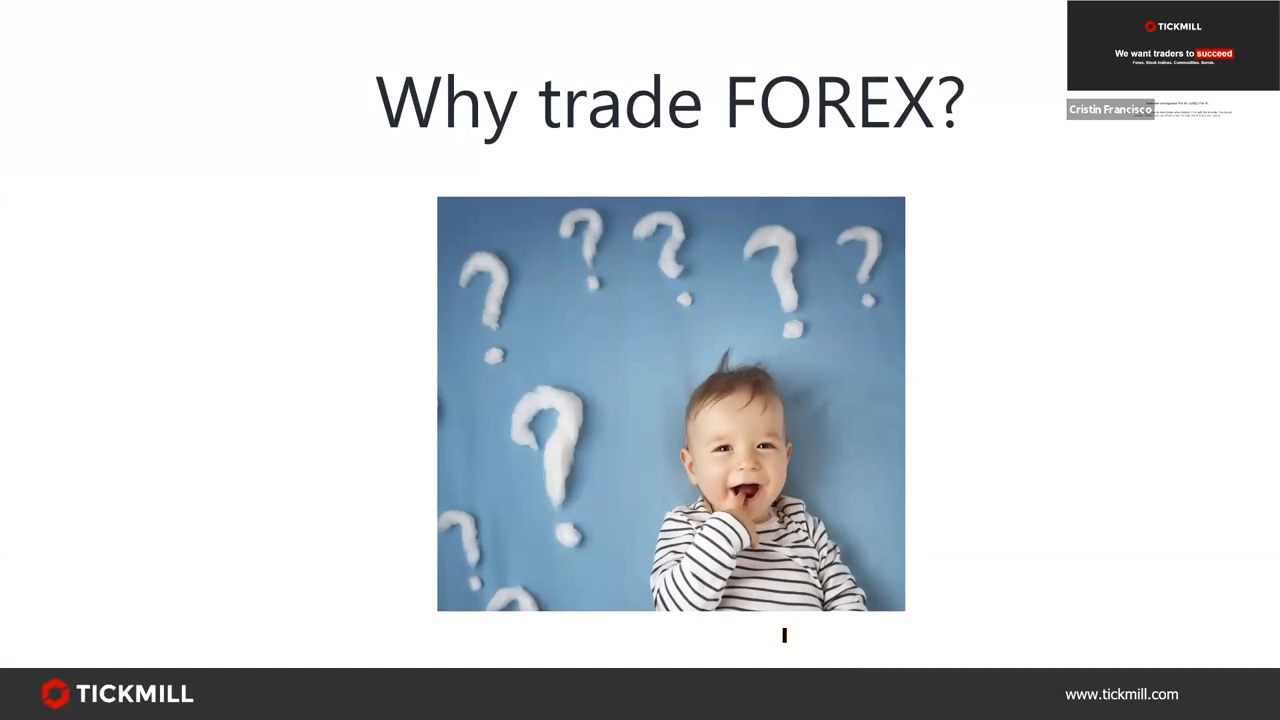 Why trade FOREX?
TICKMILL
We want traders to succeed
Forex. Stock Indices. Commodities. Bonds.
Cristin Francisco
? ? ? ? ?
?
?
?
TICKMILL
www.tickmill.com